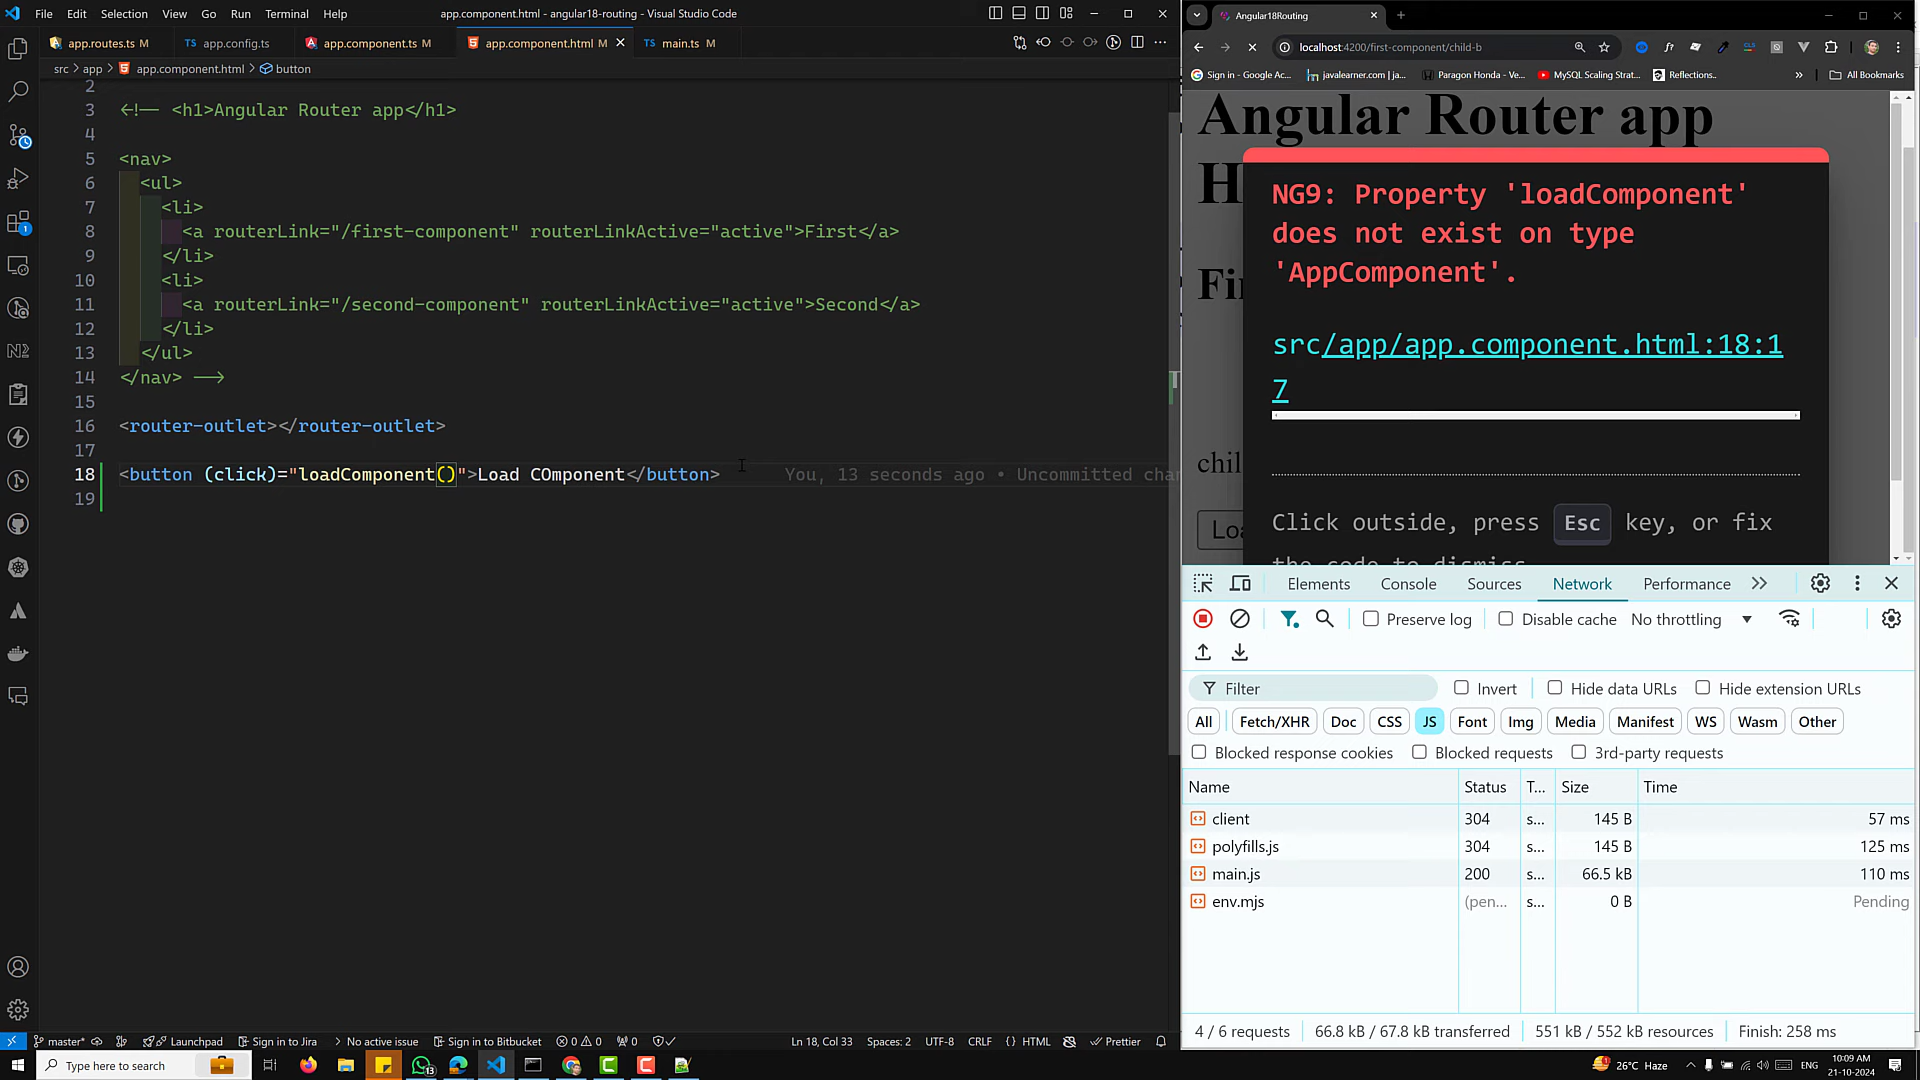 File Edit Selection View Go Run Terminal Help
app.component.html - angular18-routing - Visual Studio Code
app.routes.ts M
app.config.ts
app.component.ts M
app.component.html M
main.ts M
src > app > app.component.html > button
2
3 <!-- <h1>Angular Router app</h1>
4
5 <nav>
6 <ul>
7 <li>
8 <a routerLink="/first-component" routerLinkActive="active">First</a>
9 </li>
10 <li>
11 <a routerLink="/second-component" routerLinkActive="active">Second</a>
12 </li>
13 </ul>
14 </nav> -->
15
16 <router-outlet></router-outlet>
17
18 <button (click)="loadComponent()">Load COmponent</button> You, 13 seconds ago • Uncommitted chan
19
master* Launchpad Sign in to Jira No active issue Sign in to Bitbucket 0 0 0
Ln 18, Col 33 Spaces: 2 UTF-8 CRLF {} HTML Prettier
Angular18Routing
localhost:4200/first-component/child-b
Sign in - Google Ac...
javalearner.com | ja...
Paragon Honda - Ve...
MySQL Scaling Strat...
Reflections..
» All Bookmarks
Angular Router app
H
Fir
chil
Loa
NG9: Property 'loadComponent'
does not exist on type
'AppComponent'.
src/app/app.component.html:18:1
7
Click outside, press Esc key, or fix
the code to dismiss
Elements Console Sources Network Performance »
Preserve log Disable cache No throttling
Filter Invert Hide data URLs Hide extension URLs
All Fetch/XHR Doc CSS JS Font Img Media Manifest WS Wasm Other
Blocked response cookies Blocked requests 3rd-party requests
Name Status T... Size Time
client 304 s... 145 B 57 ms
polyfills.js 304 s... 145 B 125 ms
main.js 200 s... 66.5 kB 110 ms
env.mjs (pen... s... 0 B Pending
4 / 6 requests 66.8 kB / 67.8 kB transferred 551 kB / 552 kB resources Finish: 258 ms
Type here to search
13
26°C Haze ENG
10:09 AM
21-10-2024